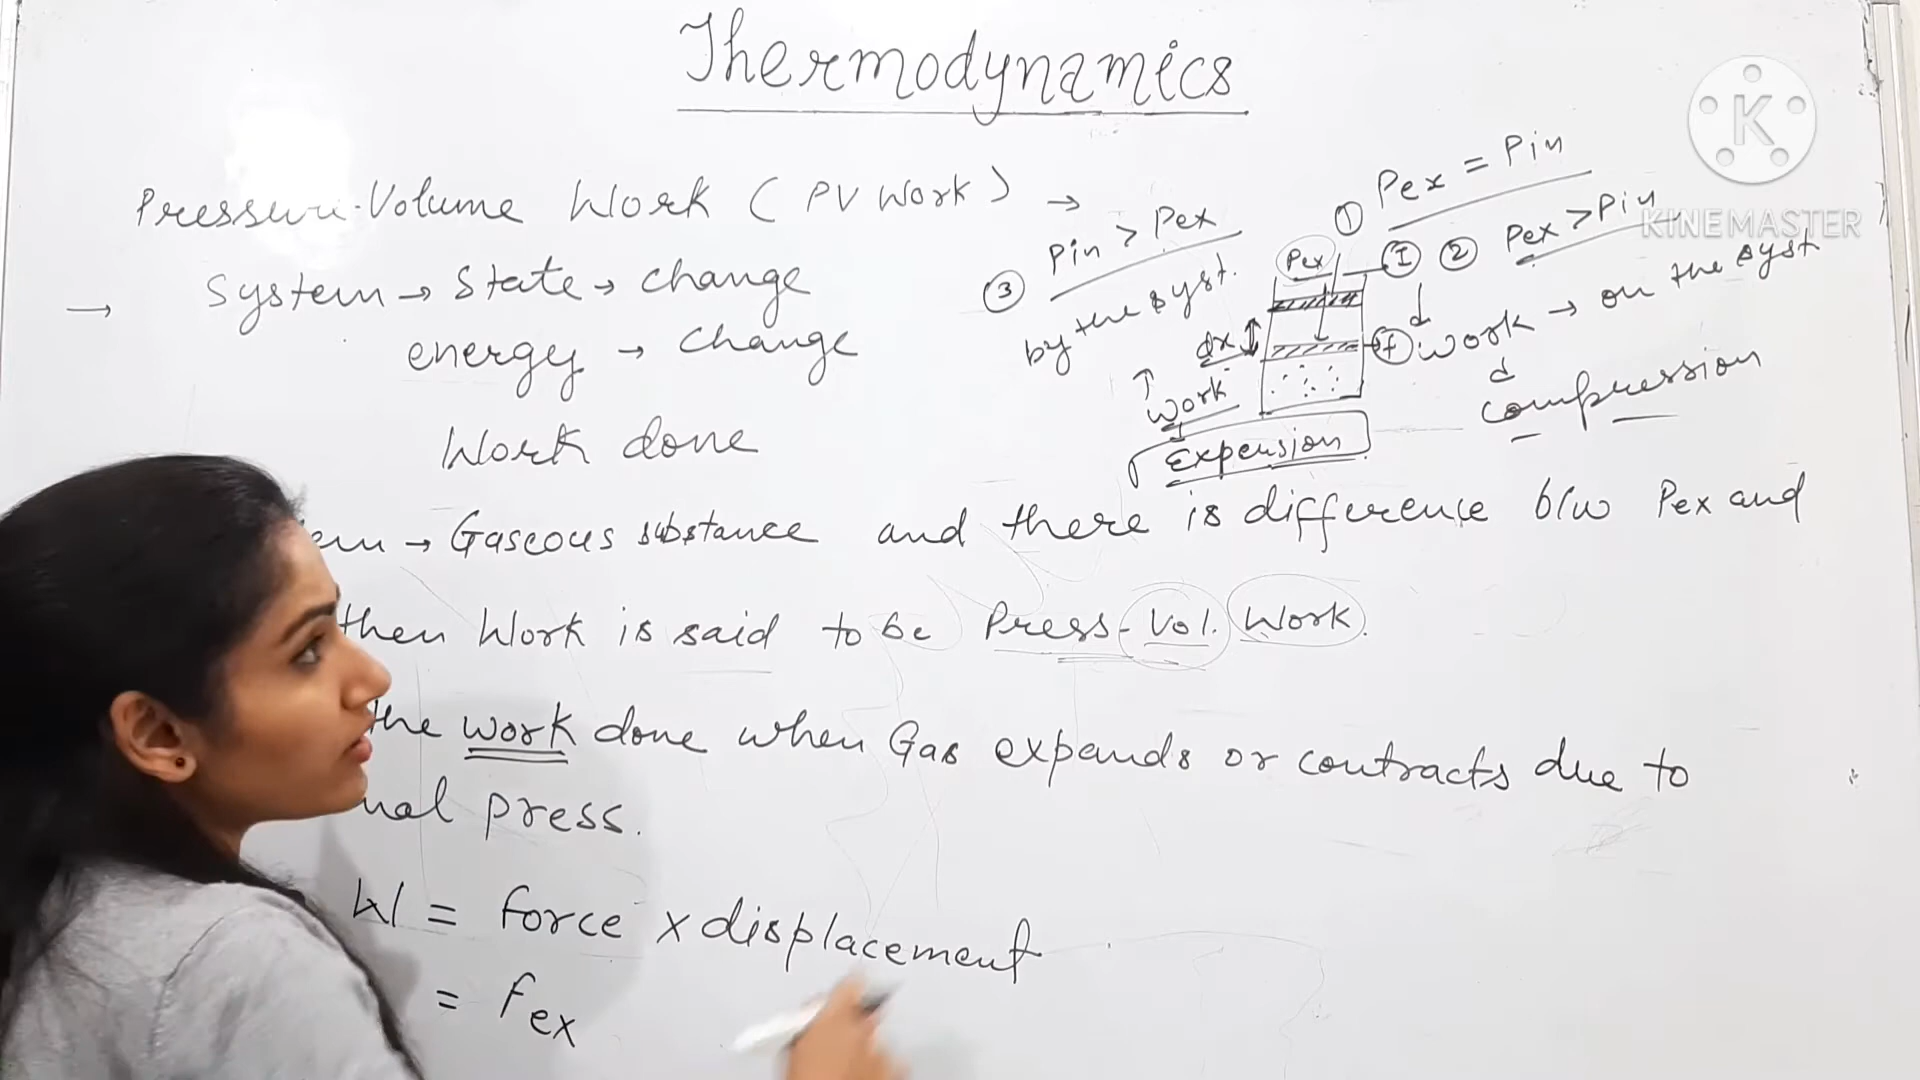 Thermodynamics
Pressure-Volume Work (PV Work) →
→ System → State → change
energy → change
Work done
→ Gaseous substance and there is difference b/w Pex and
then Work is said to be Press-Vol. Work.
the work done when Gas expands or contracts due to
press.
W = force × displacement
= fex
① Pex = Pin
② Pex > Pin
Work → on the syst
compression
③ Pin > Pex
by the syst.
↑
Work
Expension
Pex
I
dx
f
K
KINEMASTER